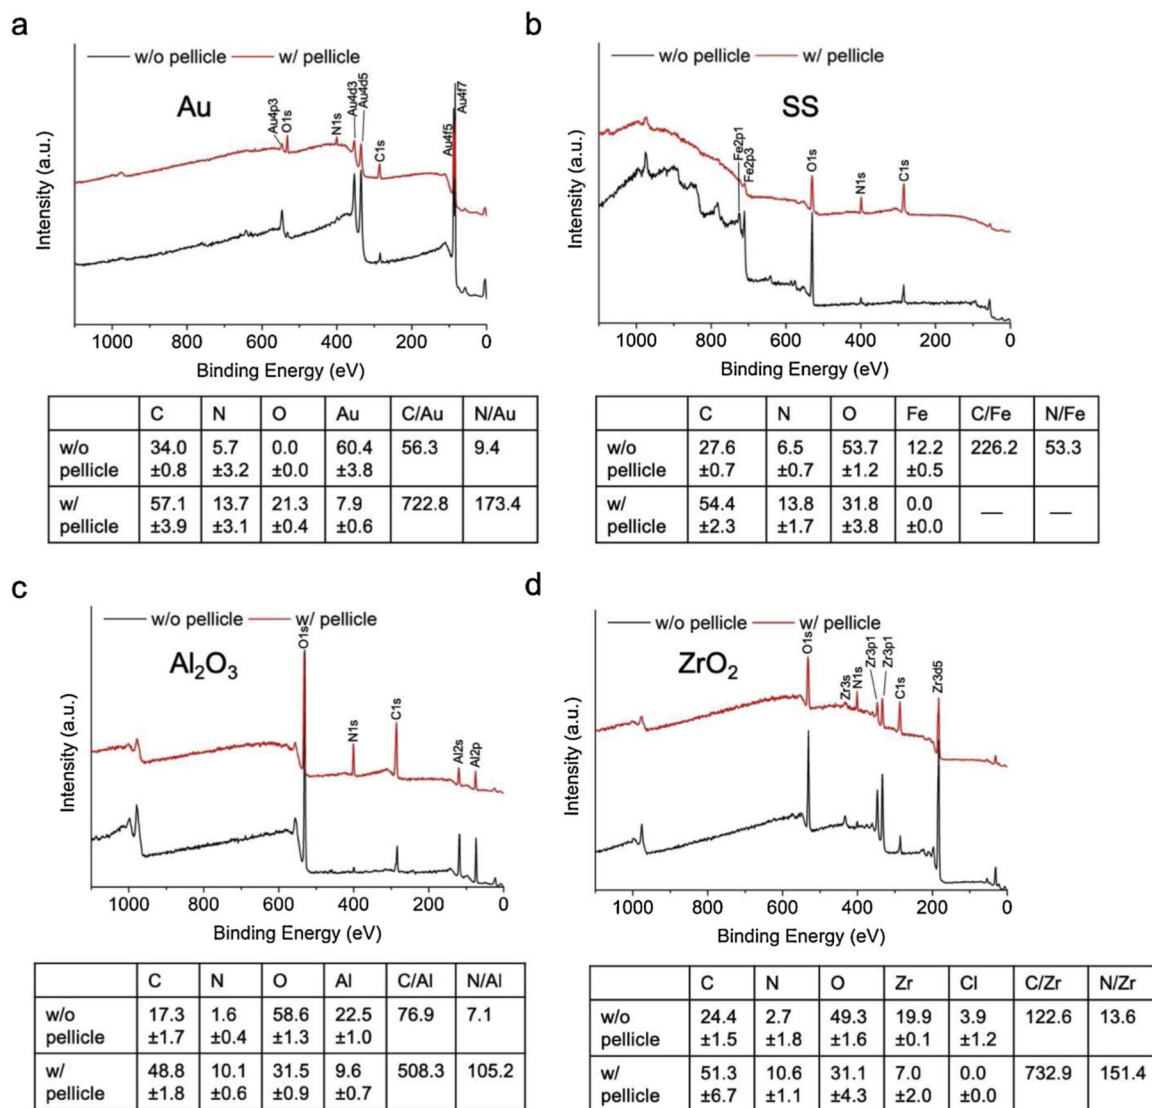 a
w/o pellicle w/ pellicle
Au
Au4p3
O1s
N1s
Au4d3
Au4d5
C1s
Au4f5
Au4f7
Intensity (a.u.)
1000 800 600 400 200 0
Binding Energy (eV)
C N O Au C/Au N/Au
w/o 34.0 5.7 0.0 60.4 56.3 9.4
pellicle ±0.8 ±3.2 ±0.0 ±3.8
w/ 57.1 13.7 21.3 7.9 722.8 173.4
pellicle ±3.9 ±3.1 ±0.4 ±0.6
b
w/o pellicle w/ pellicle
SS
Fe2p1
Fe2p3
O1s
N1s
C1s
Intensity (a.u.)
1000 800 600 400 200 0
Binding Energy (eV)
C N O Fe C/Fe N/Fe
w/o 27.6 6.5 53.7 12.2 226.2 53.3
pellicle ±0.7 ±0.7 ±1.2 ±0.5
w/ 54.4 13.8 31.8 0.0 — —
pellicle ±2.3 ±1.7 ±3.8 ±0.0
c
w/o pellicle w/ pellicle
Al₂O₃
O1s
N1s
C1s
Al2s
Al2p
Intensity (a.u.)
1000 800 600 400 200 0
Binding Energy (eV)
C N O Al C/Al N/Al
w/o 17.3 1.6 58.6 22.5 76.9 7.1
pellicle ±1.7 ±0.4 ±1.3 ±1.0
w/ 48.8 10.1 31.5 9.6 508.3 105.2
pellicle ±1.8 ±0.6 ±0.9 ±0.7
d
w/o pellicle w/ pellicle
ZrO₂
O1s
Zr3s
N1s
Zr3p1
Zr3p1
C1s
Zr3d5
Intensity (a.u.)
1000 800 600 400 200 0
Binding Energy (eV)
C N O Zr Cl C/Zr N/Zr
w/o 24.4 2.7 49.3 19.9 3.9 122.6 13.6
pellicle ±1.5 ±1.8 ±1.6 ±0.1 ±1.2
w/ 51.3 10.6 31.1 7.0 0.0 732.9 151.4
pellicle ±6.7 ±1.1 ±4.3 ±2.0 ±0.0